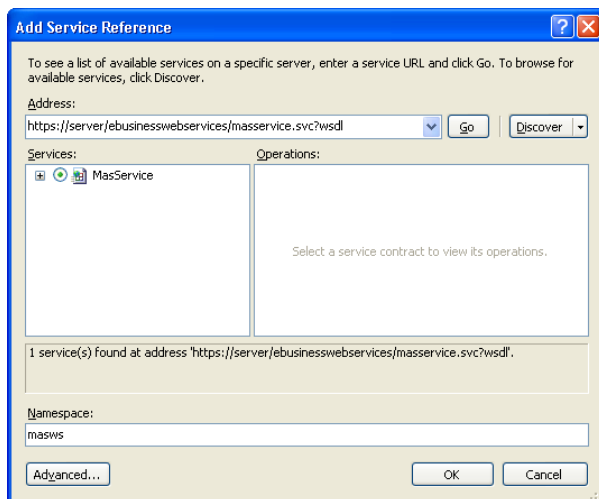 Add Service Reference
To see a list of available services on a specific server, enter a service URL and click Go. To browse for
available services, click Discover.
Address:
https://server/ebusinesswebservices/masservice.svc?wsdl
Go
Discover
Services:
Operations:
MasService
Select a service contract to view its operations.
1 service(s) found at address 'https://server/ebusinesswebservices/masservice.svc?wsdl'.
Namespace:
masws
Advanced...
OK
Cancel